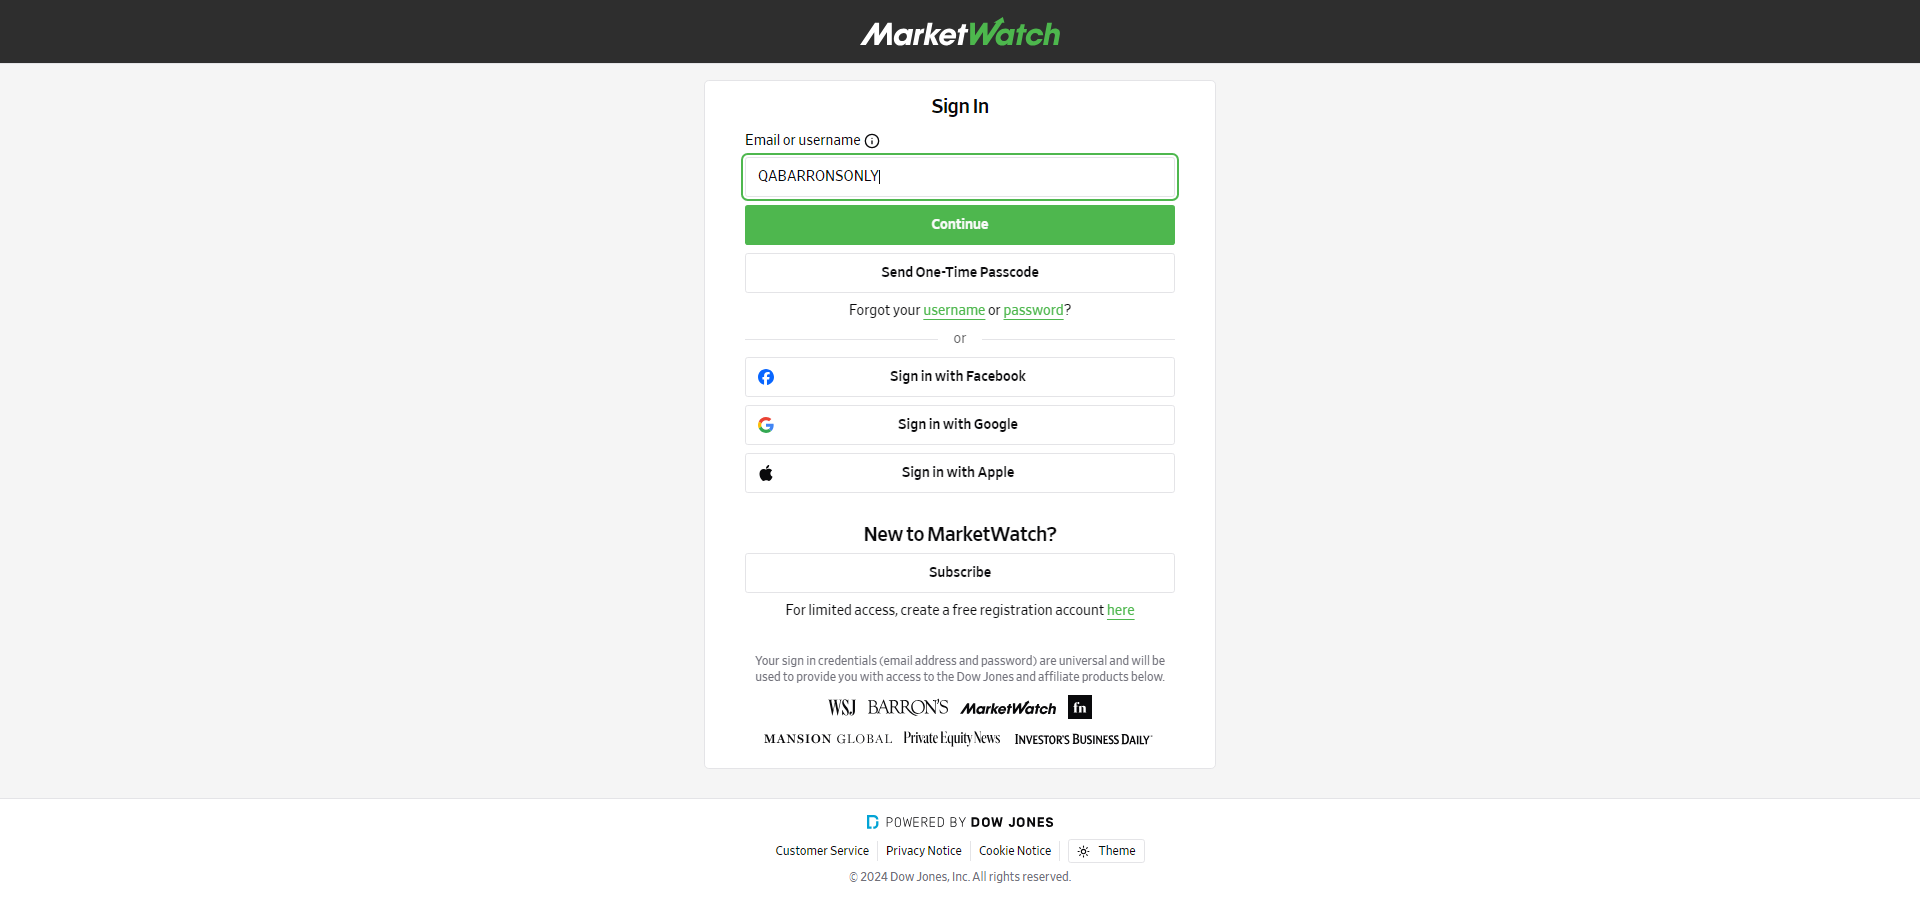 MarketWatch
Sign In
Email or username
QABARRONSONLY
Continue
Send One-Time Passcode
Forgot your username or password?
or
Sign in with Facebook
Sign in with Google
Sign in with Apple
New to MarketWatch?
Subscribe
For limited access, create a free registration account here
Your sign in credentials (email address and password) are universal and will be
used to provide you with access to the Dow Jones and affiliate products below.
WSJ BARRON'S MarketWatch fn
MANSION GLOBAL Private Equity News INVESTOR'S BUSINESS DAILY
POWERED BY DOW JONES
Customer Service Privacy Notice Cookie Notice Theme
© 2024 Dow Jones, Inc. All rights reserved.